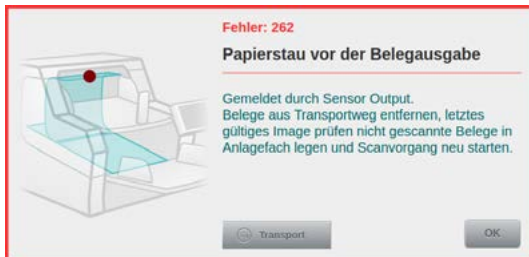 Fehler: 262
Papierstau vor der Belegausgabe
Gemeldet durch Sensor Output.
Belege aus Transportweg entfernen, letztes
gültiges Image prüfen nicht gescannte Belege in
Anlagefach legen und Scanvorgang neu starten.
Transport
OK